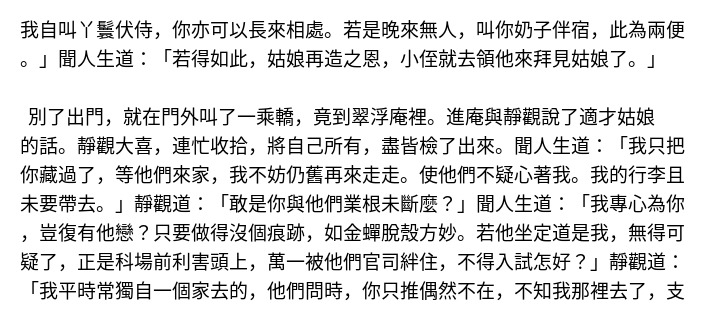 我自叫丫鬟伏侍，你亦可以長來相處。若是晚來無人，叫你奶子伴宿，此為兩便
。」聞人生道：「若得如此，姑娘再造之恩，小侄就去領他來拜見姑娘了。」
別了出門，就在門外叫了一乘轎，竟到翠浮庵裡。進庵與靜觀說了適才姑娘
的話。靜觀大喜，連忙收拾，將自己所有，盡皆檢了出來。聞人生道：「我只把
你藏過了，等他們來家，我不妨仍舊再來走走。使他們不疑心著我。我的行李且
未要帶去。」靜觀道：「敢是你與他們業根未斷麼？」聞人生道：「我專心為你
，豈復有他戀？只要做得沒個痕跡，如金蟬脫殼方妙。若他坐定道是我，無得可
疑了，正是科場前利害頭上，萬一被他們官司絆住，不得入試怎好？」靜觀道：
「我平時常獨自一個家去的，他們問時，你只推偶然不在，不知我那裡去了，支